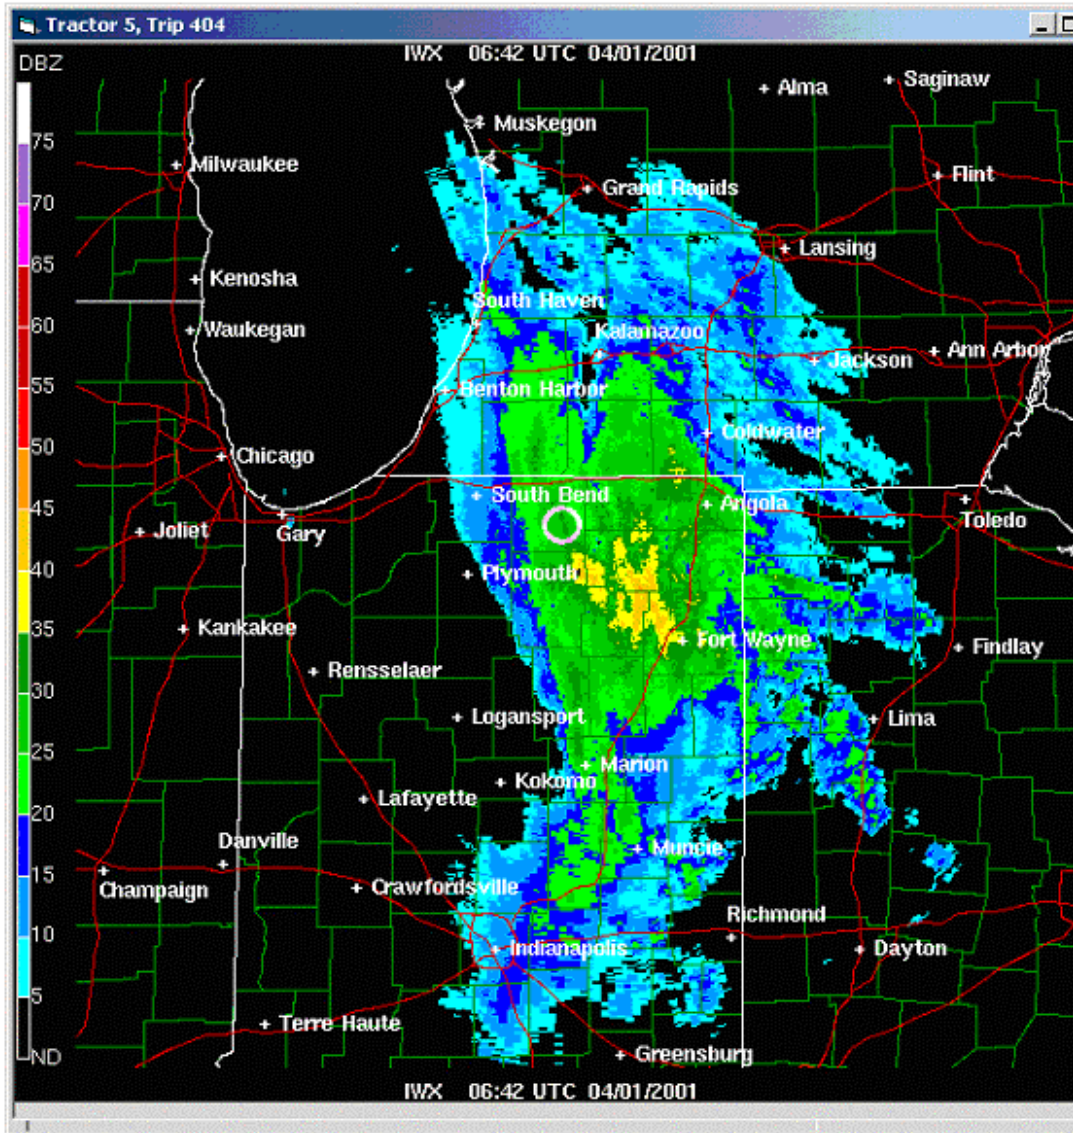 Tractor 5, Trip 404
DBZ
IWX 06:42 UTC 04/01/2001
Alma
Saginaw
75
Muskegon
Milwaukee
Grand Rapids
Flint
70
Lansing
65
Kenosha
South Haven
60
Waukegan
Kalamazoo
Jackson
Ann Arbor
55
Benton Harbor
Coldwater
50
Chicago
South Bend
Angola
45
Joliet
Gary
Toledo
40
Plymouth
Kankakee
35
Fort Wayne
Findlay
Rensselaer
30
Logansport
Lima
25
Marion
Kokomo
20
Lafayette
Danville
Muncie
15
Champaign
Crawfordsville
Richmond
10
Indianapolis
Dayton
5
Terre Haute
ND
Greensburg
IWX 06:42 UTC 04/01/2001